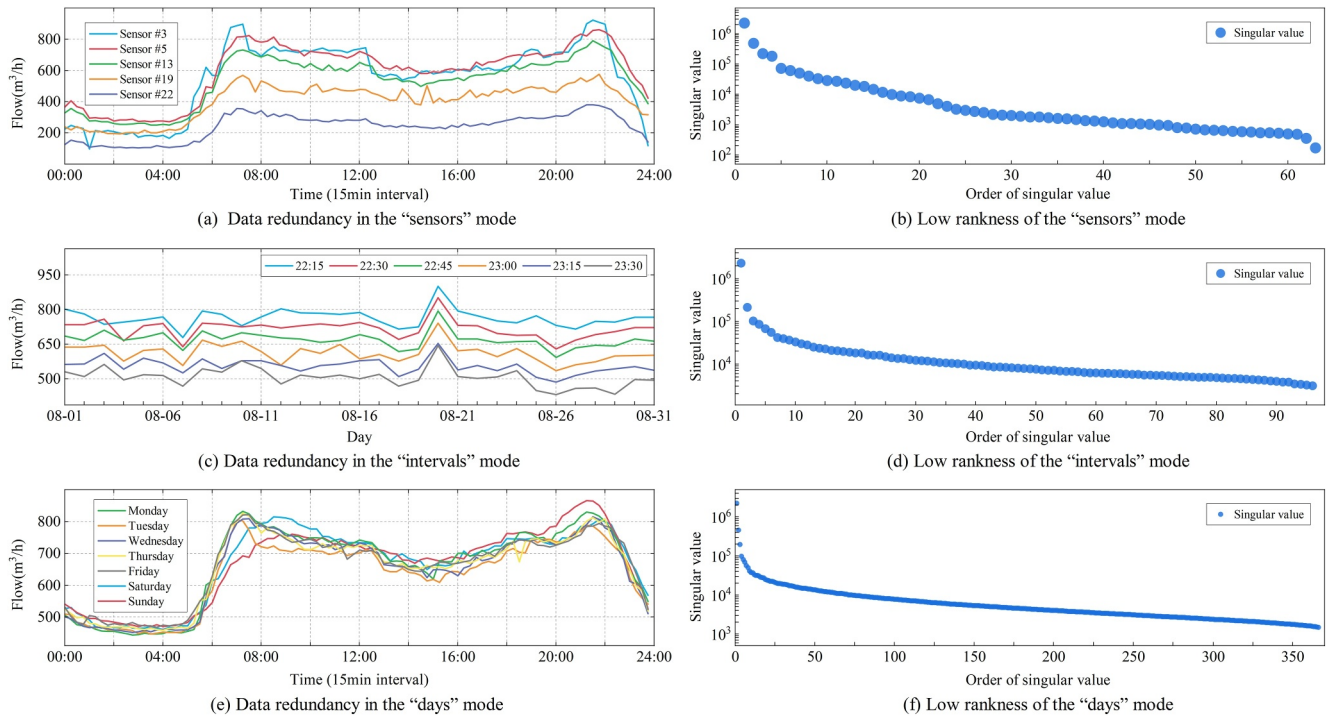 Flow(m³/h)
800
600
400
200
Sensor #3
Sensor #5
Sensor #13
Sensor #19
Sensor #22
00:00 04:00 08:00 12:00 16:00 20:00 24:00
Time (15min interval)
(a) Data redundancy in the “sensors” mode
Singular value
10⁶
10⁵
10⁴
10³
10²
Singular value
10 20 30 40 50 60
Order of singular value
(b) Low rankness of the “sensors” mode
Flow(m³/h)
950
800
650
500
22:15 22:30 22:45 23:00 23:15 23:30
08-01 08-06 08-11 08-16 08-21 08-26 08-31
Day
(c) Data redundancy in the “intervals” mode
Singular value
10⁶
10⁵
10⁴
Singular value
0 10 20 30 40 50 60 70 80 90
Order of singular value
(d) Low rankness of the “intervals” mode
Flow(m³/h)
800
700
600
500
Monday
Tuesday
Wednesday
Thursday
Friday
Saturday
Sunday
00:00 04:00 08:00 12:00 16:00 20:00 24:00
Time (15min interval)
(e) Data redundancy in the “days” mode
Singular value
10⁶
10⁵
10⁴
10³
Singular value
0 50 100 150 200 250 300 350
Order of singular value
(f) Low rankness of the “days” mode